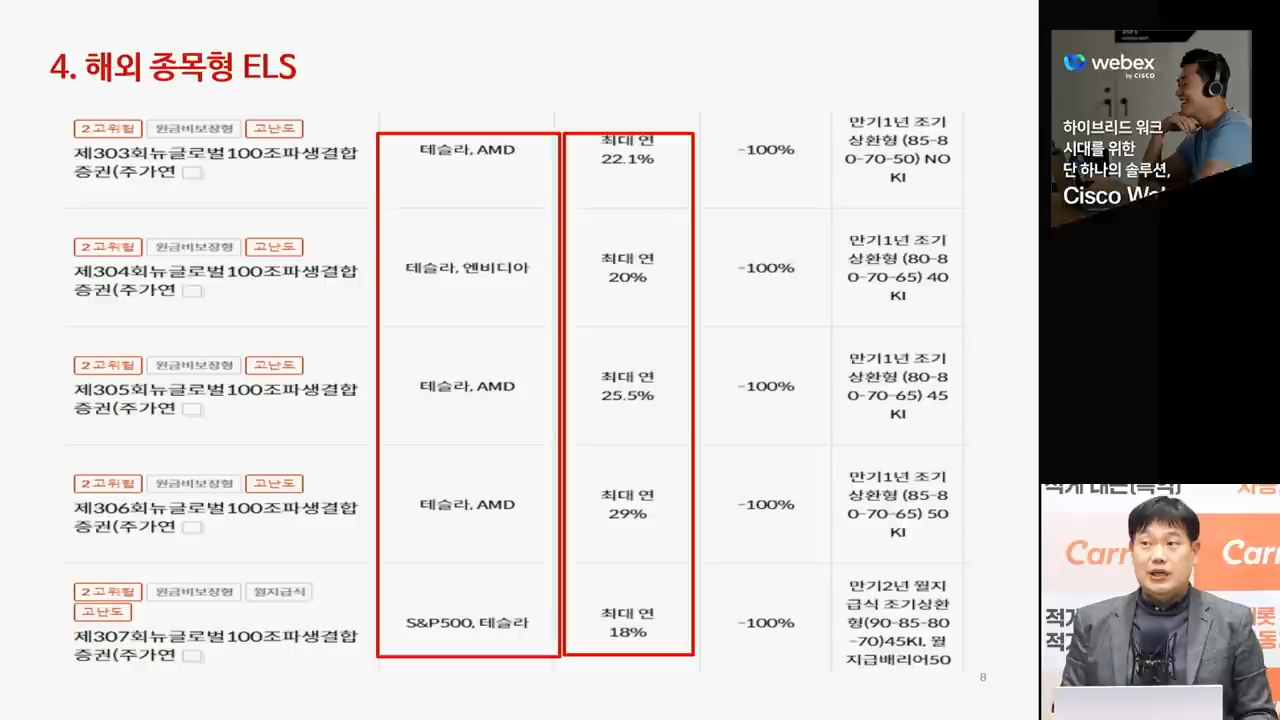 4. 해외 종목형 ELS
2 고위험 원금비보장형 고난도
제303회뉴글로벌100조파생결합
증권(주가연
테슬라, AMD
최대 연
22.1%
-100%
만기1년 조기
상환형 (85-8
0-70-50) NO
KI
2 고위험 원금비보장형 고난도
제304회뉴글로벌100조파생결합
증권(주가연
테슬라, 엔비디아
최대 연
20%
-100%
만기1년 조기
상환형 (80-8
0-70-65) 40
KI
2 고위험 원금비보장형 고난도
제305회뉴글로벌100조파생결합
증권(주가연
테슬라, AMD
최대 연
25.5%
-100%
만기1년 조기
상환형 (80-8
0-70-65) 45
KI
2 고위험 원금비보장형 고난도
제306회뉴글로벌100조파생결합
증권(주가연
테슬라, AMD
최대 연
29%
-100%
만기1년 조기
상환형 (85-8
0-70-65) 50
KI
2 고위험 원금비보장형 월지급식
고난도
제307회뉴글로벌100조파생결합
증권(주가연
S&P500, 테슬라
최대 연
18%
-100%
만기2년 월지
급식 조기상환
형(90-85-80
-70)45KI, 월
지급배리어50
8
webex
by CISCO
하이브리드 워크
시대를 위한
단 하나의 솔루션,
Cisco
Carr
Carr
적게